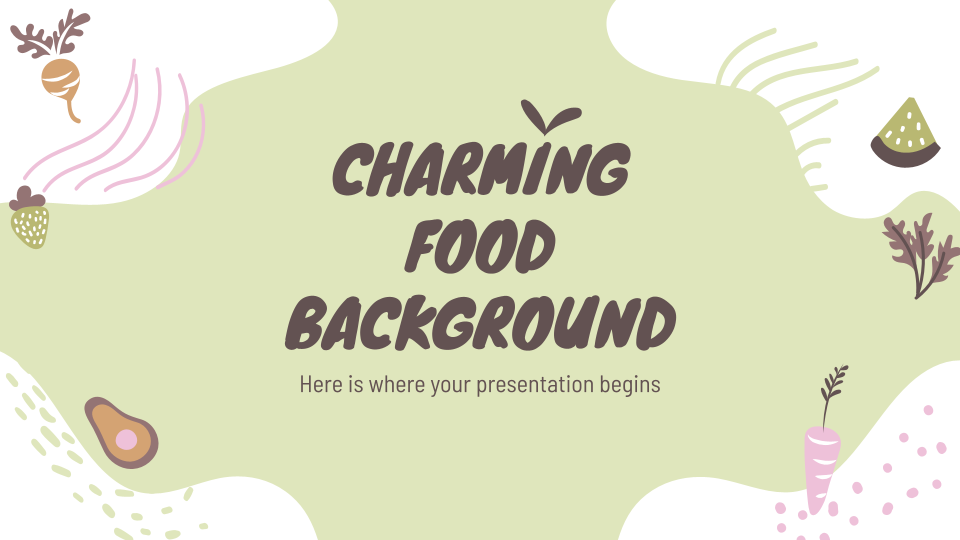 CHARMING
FOOD
BACKGROUND
Here is where your presentation begins